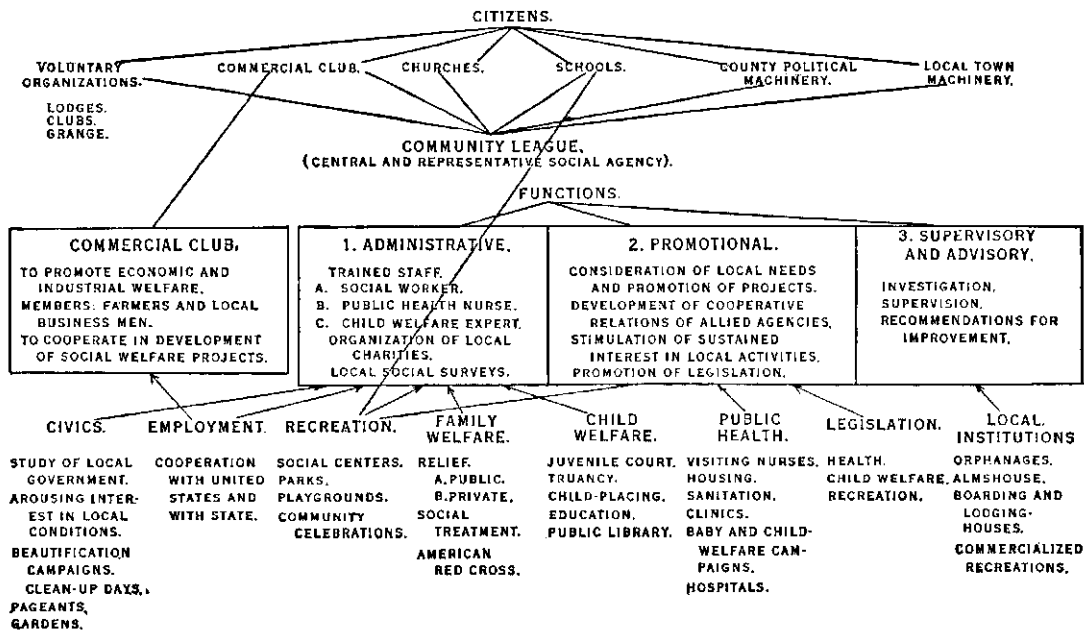 CITIZENS.
VOLUNTARY
ORGANIZATIONS.
LODGES.
CLUBS.
GRANGE.
COMMERCIAL CLUB.
CHURCHES.
SCHOOLS.
COUNTY POLITICAL
MACHINERY.
LOCAL TOWN
MACHINERY.
COMMUNITY LEAGUE.
(CENTRAL AND REPRESENTATIVE SOCIAL AGENCY).
FUNCTIONS.
COMMERCIAL CLUB.
TO PROMOTE ECONOMIC AND
INDUSTRIAL WELFARE.
MEMBERS: FARMERS AND LOCAL
BUSINESS MEN.
TO COOPERATE IN DEVELOPMENT
OF SOCIAL WELFARE PROJECTS.
1. ADMINISTRATIVE.
TRAINED STAFF.
A. SOCIAL WORKER.
B. PUBLIC HEALTH NURSE.
C. CHILD WELFARE EXPERT.
ORGANIZATION OF LOCAL
CHARITIES.
LOCAL SOCIAL SURVEYS.
2. PROMOTIONAL.
CONSIDERATION OF LOCAL NEEDS
AND PROMOTION OF PROJECTS.
DEVELOPMENT OF COOPERATIVE
RELATIONS OF ALLIED AGENCIES.
STIMULATION OF SUSTAINED
INTEREST IN LOCAL ACTIVITIES.
PROMOTION OF LEGISLATION.
3. SUPERVISORY
AND ADVISORY.
INVESTIGATION.
SUPERVISION.
RECOMMENDATIONS FOR
IMPROVEMENT.
CIVICS.
STUDY OF LOCAL
GOVERNMENT.
AROUSING INTER-
EST IN LOCAL
CONDITIONS.
BEAUTIFICATION
CAMPAIGNS.
CLEAN-UP DAYS.
PAGEANTS.
GARDENS.
EMPLOYMENT.
COOPERATION
WITH UNITED
STATES AND
WITH STATE.
RECREATION.
SOCIAL CENTERS.
PARKS.
PLAYGROUNDS.
COMMUNITY
CELEBRATIONS.
FAMILY
WELFARE.
RELIEF.
A. PUBLIC.
B. PRIVATE.
SOCIAL
TREATMENT.
AMERICAN
RED CROSS.
CHILD
WELFARE.
JUVENILE COURT.
TRUANCY.
CHILD-PLACING.
EDUCATION.
PUBLIC LIBRARY.
PUBLIC
HEALTH.
VISITING NURSES.
HOUSING.
SANITATION.
CLINICS.
BABY AND CHILD-
WELFARE CAM-
PAIGNS.
HOSPITALS.
LEGISLATION.
HEALTH.
CHILD WELFARE.
RECREATION.
LOCAL
INSTITUTIONS
ORPHANAGES.
ALMSHOUSE.
BOARDING AND
LODGING-
HOUSES.
COMMERCIALIZED
RECREATIONS.